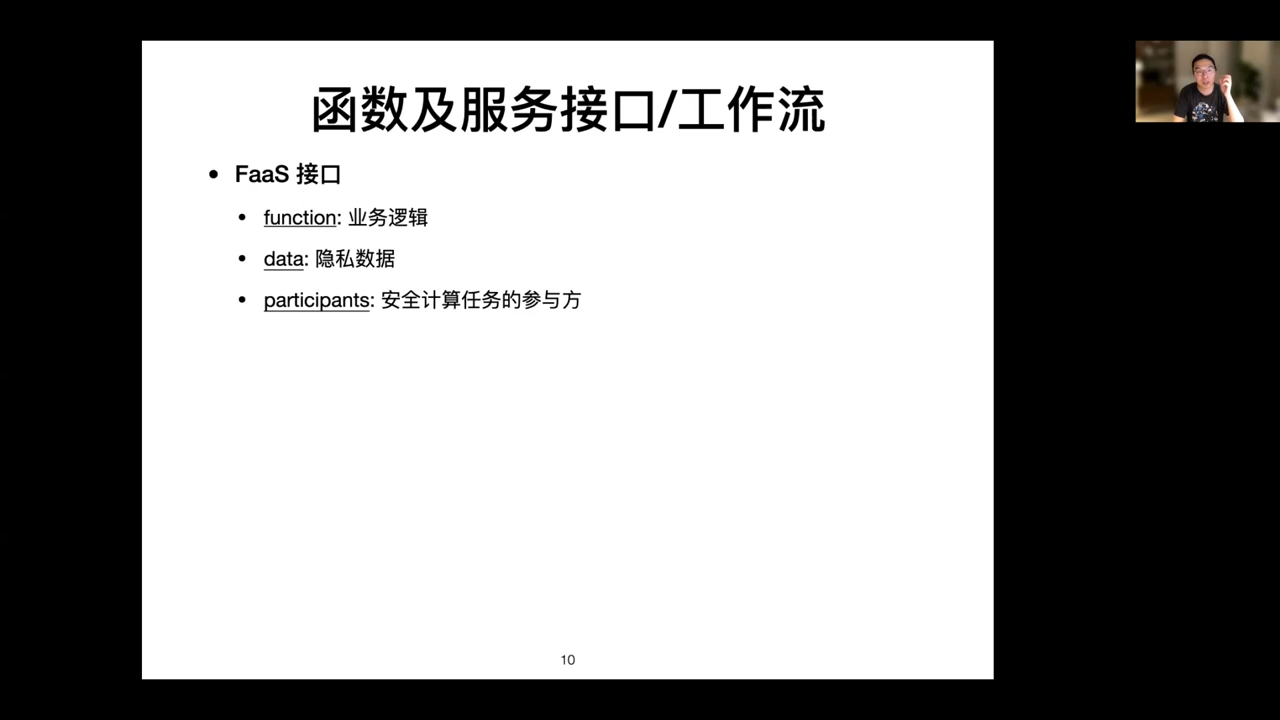 函数及服务接口/工作流
• FaaS 接口
• function: 业务逻辑
• data: 隐私数据
• participants: 安全计算任务的参与方
10